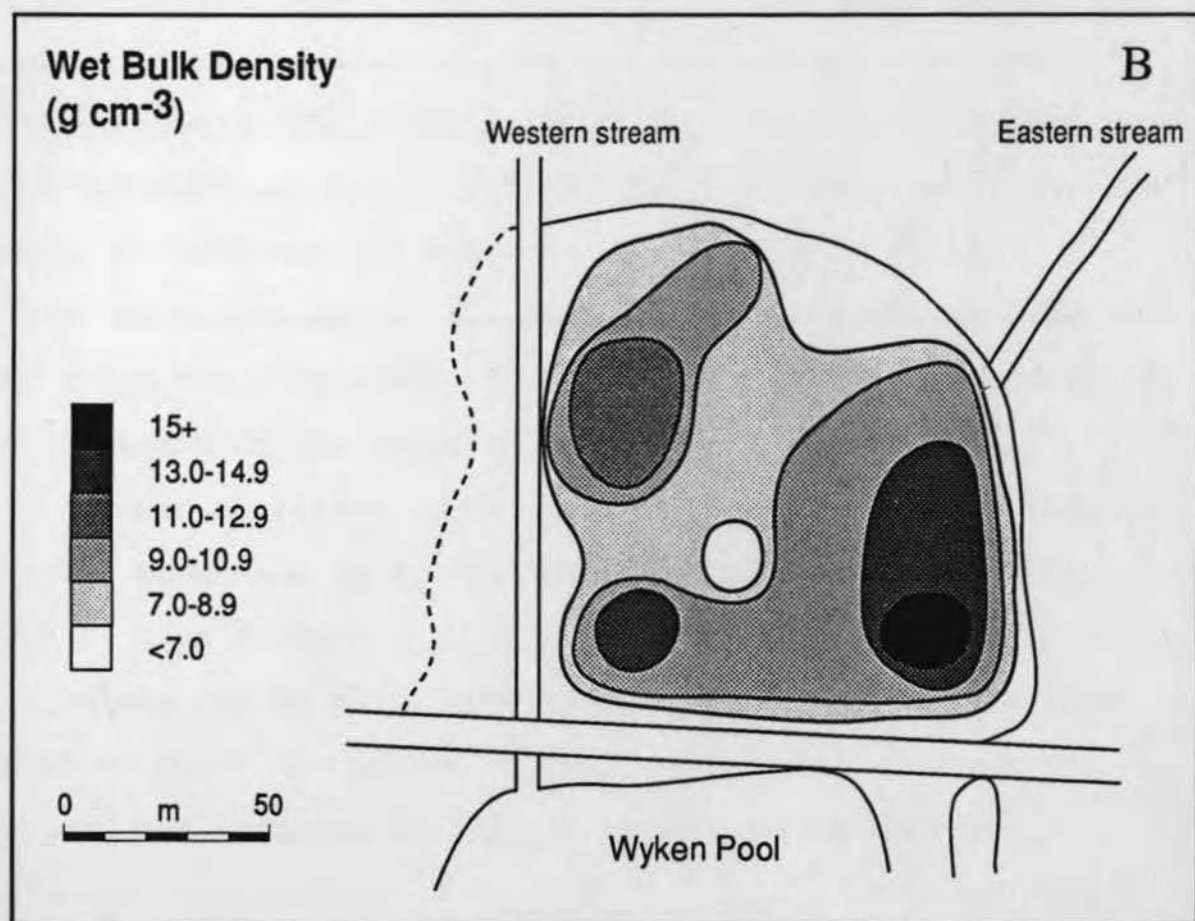 Wet Bulk Density
(g cm-3)
B
Western stream
Eastern stream
15+
13.0-14.9
11.0-12.9
9.0-10.9
7.0-8.9
<7.0
0 m 50
Wyken Pool